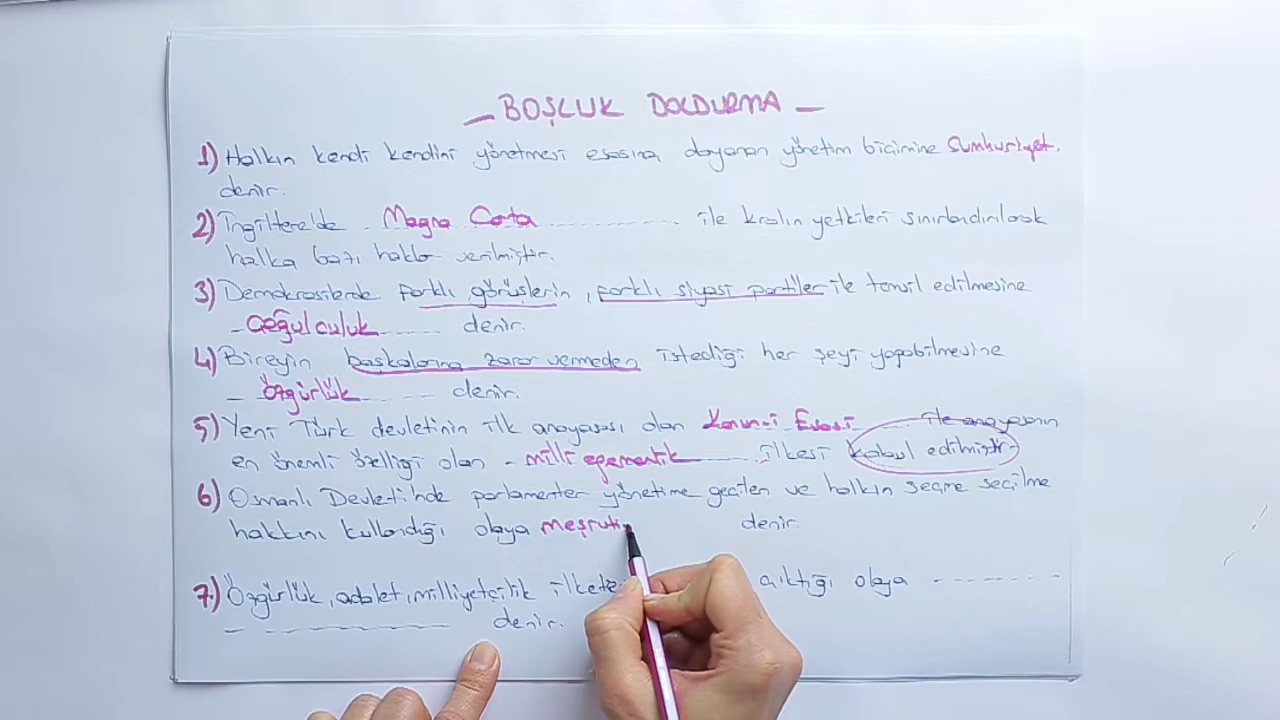 - BOŞLUK DOLDURMA -
1) Halkın kendi kendini yönetmesi esasına dayanan yönetim biçimine Cumhuriyet.
denir.
2) İngiltere'de Magna Carta ile kralın yetkileri sınırlandırılarak
halka bazı haklar verilmiştir.
3) Demokrasilerde farklı görüşlerin, farklı siyasi partiler ile temsil edilmesine
Çoğulculuk denir.
4) Bireyin başkalarına zarar vermeden istediği her şeyi yapabilmesine
özgürlük denir.
5) Yeni Türk devletinin ilk anayasası olan Kanun-i Esasi ile anayasanın
en önemli özelliği olan milli egemenlik ilkesi kabul edilmiştir.
6) Osmanlı Devleti'nde parlamenter yönetime geçilen ve halkın seçme seçilme
hakkını kullandığı olaya meşruti denir.
7) Özgürlük, adalet, milliyetçilik açıktığı olaya
denir.